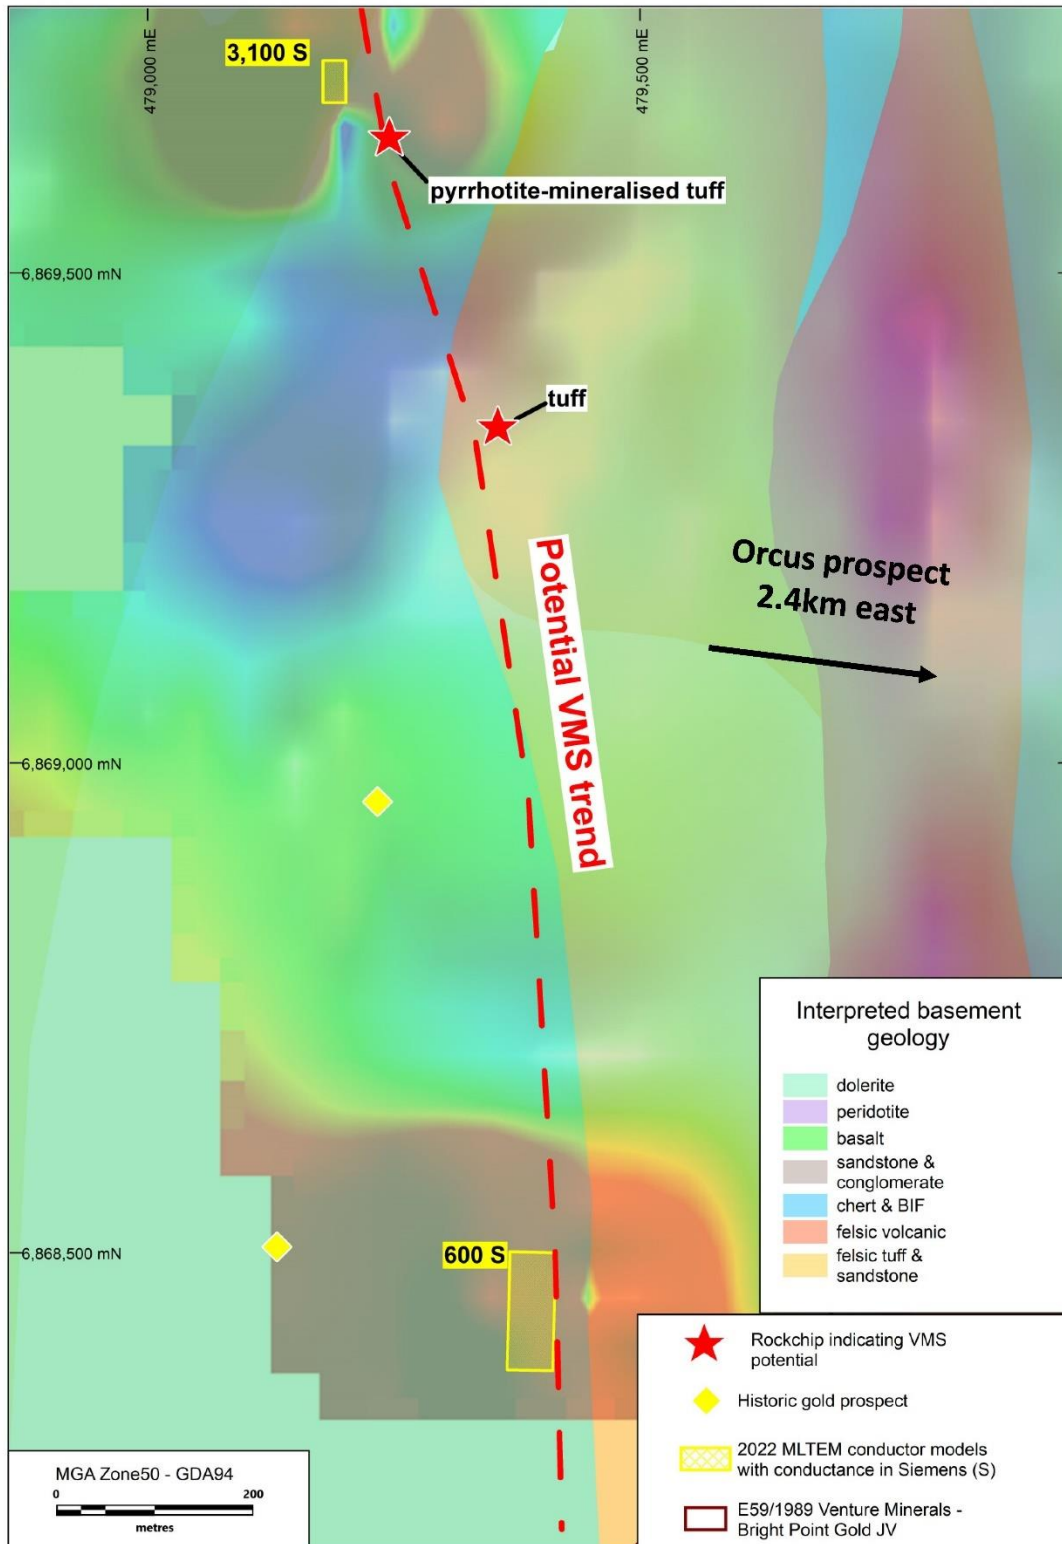 479,000 mE
479,500 mE
3,100 S
pyrrhotite-mineralised tuff
6,869,500 mN
tuff
Potential VMS trend
Orcus prospect
2.4km east
6,869,000 mN
6,868,500 mN
600 S
Interpreted basement
geology
dolerite
peridotite
basalt
sandstone &
conglomerate
chert & BIF
felsic volcanic
felsic tuff &
sandstone
Rockchip indicating VMS
potential
Historic gold prospect
2022 MLTEM conductor models
with conductance in Siemens (S)
E59/1989 Venture Minerals -
Bright Point Gold JV
MGA Zone50 - GDA94
0 200
metres